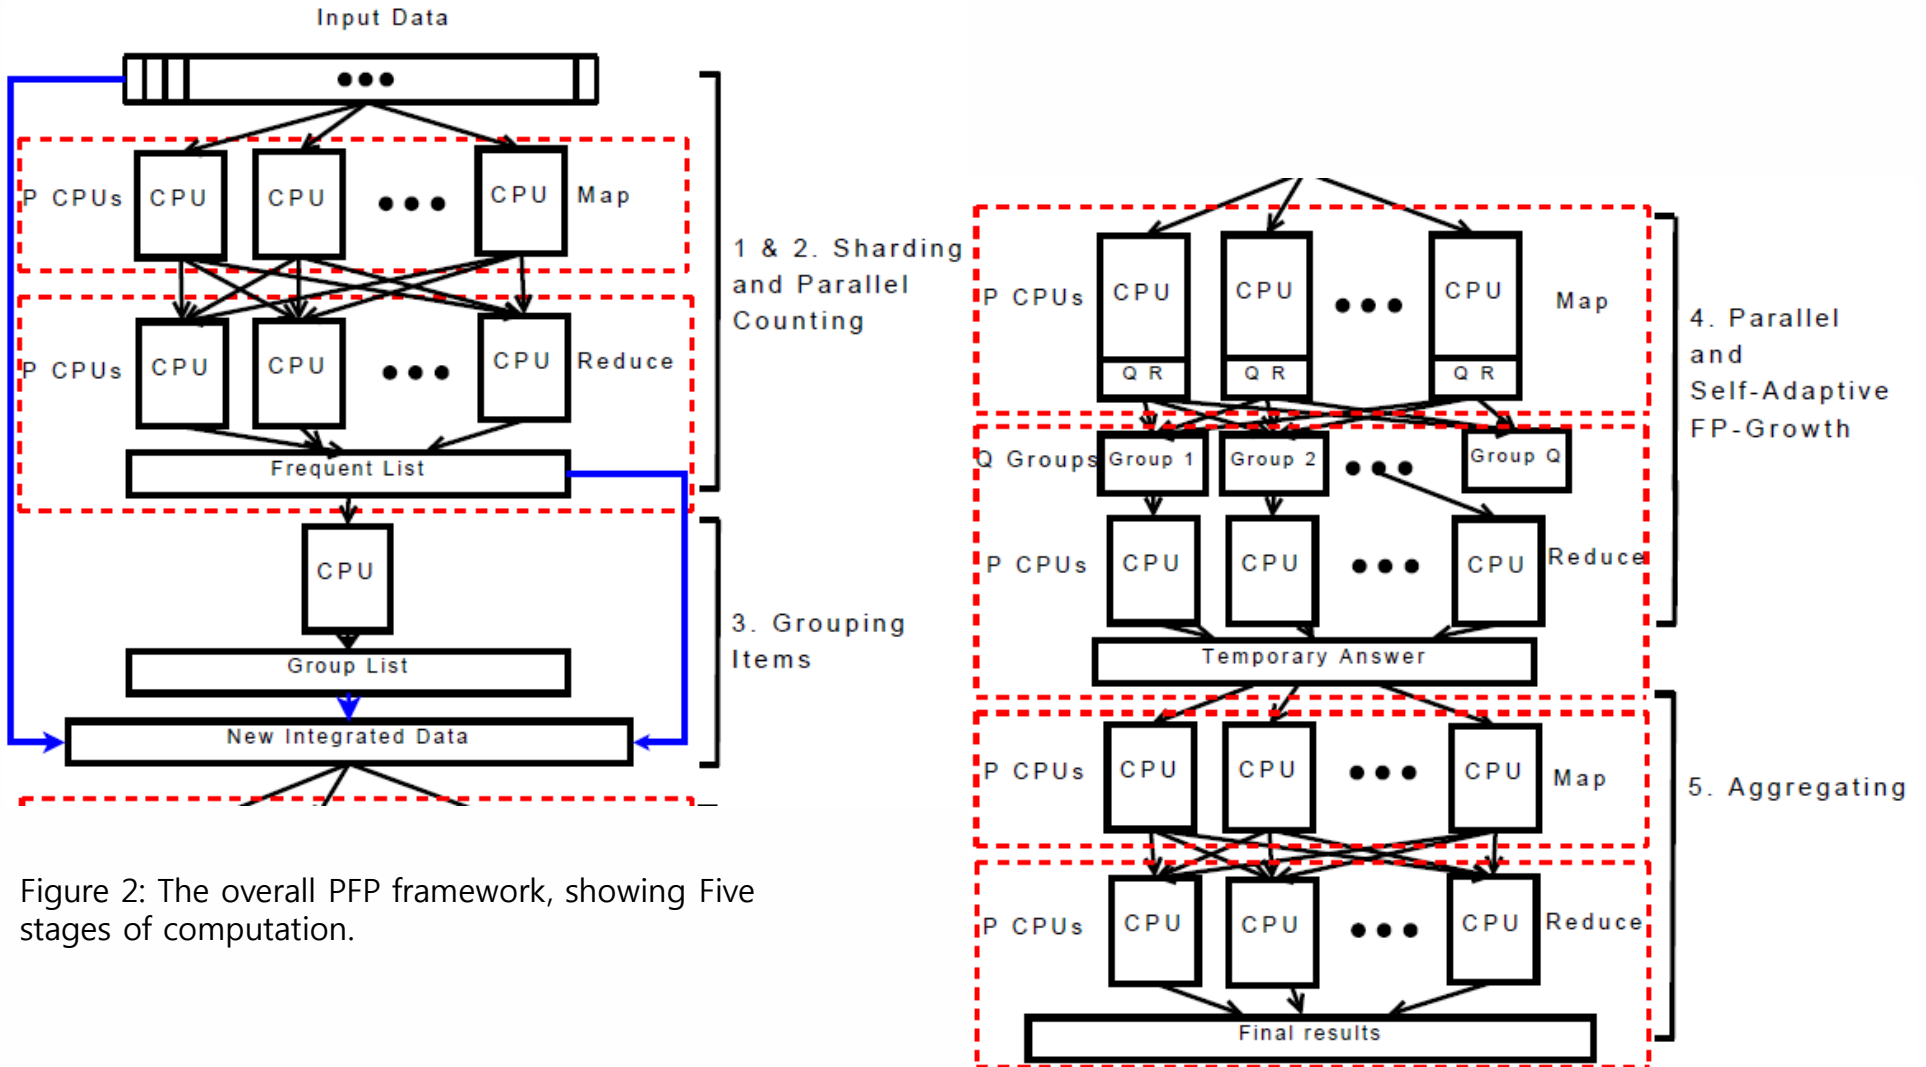 Input Data
P CPUs CPU CPU CPU Map
1 & 2. Sharding
and Parallel
Counting
P CPUs CPU CPU CPU Reduce
Frequent List
CPU
3. Grouping
Items
Group List
New Integrated Data
Figure 2: The overall PFP framework, showing Five
stages of computation.
P CPUs CPU CPU CPU Map
QR QR QR
4. Parallel
and
Self-Adaptive
FP-Growth
Q Groups Group 1 Group 2 Group Q
P CPUs CPU CPU CPU Reduce
Temporary Answer
P CPUs CPU CPU CPU Map
5. Aggregating
P CPUs CPU CPU CPU Reduce
Final results